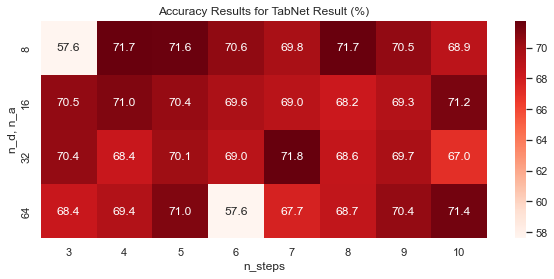 Accuracy Results for TabNet Result (%)
8 57.6 71.7 71.6 70.6 69.8 71.7 70.5 68.9
16 70.5 71.0 70.4 69.6 69.0 68.2 69.3 71.2
32 70.4 68.4 70.1 69.0 71.8 68.6 69.7 67.0
64 68.4 69.4 71.0 57.6 67.7 68.7 70.4 71.4
3 4 5 6 7 8 9 10
n_steps
n_d, n_a
70
68
66
64
62
60
58